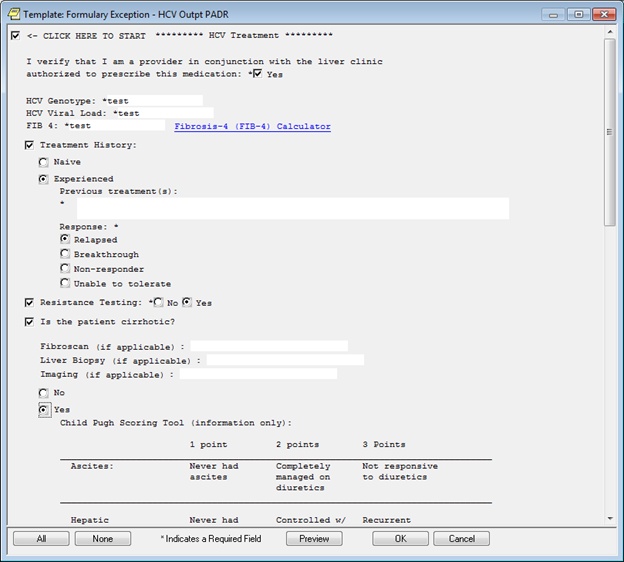 Template: Formulary Exception - HCV Outpt PADR
<- CLICK HERE TO START ********* HCV Treatment *********
I verify that I am a provider in conjunction with the liver clinic
authorized to prescribe this medication: * Yes
HCV Genotype: *test
HCV Viral Load: *test
FIB 4: *test Fibrosis-4 (FIB-4) Calculator
Treatment History:
Naive
Experienced
Previous treatment(s):
*
Response: *
Relapsed
Breakthrough
Non-responder
Unable to tolerate
Resistance Testing: * No Yes
Is the patient cirrhotic?
Fibroscan (if applicable) :
Liver Biopsy (if applicable) :
Imaging (if applicable) :
No
Yes
Child Pugh Scoring Tool (information only):
1 point 2 points 3 Points
Ascites: Never had Completely Not responsive
ascites managed on to diuretics
diuretics
Hepatic Never had Controlled w/ Recurrent
All None * Indicates a Required Field Preview OK Cancel